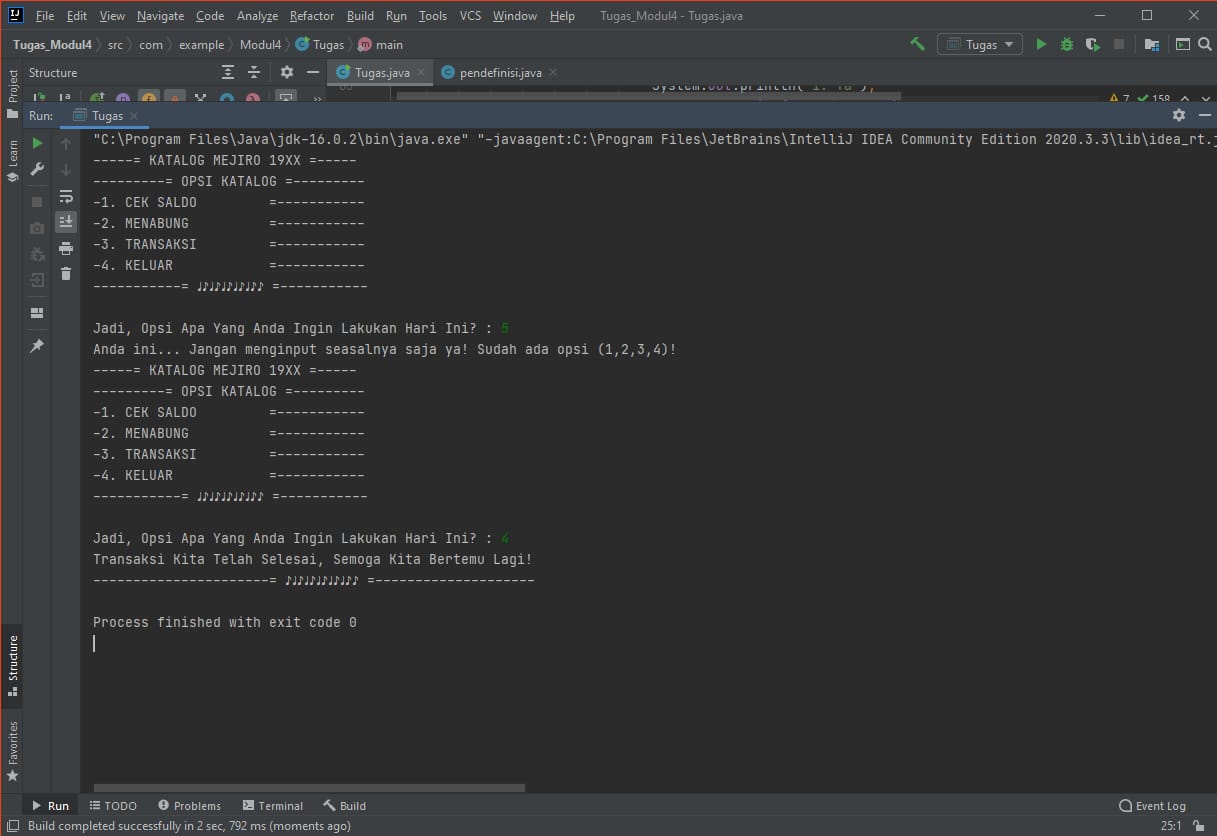 File Edit View Navigate Code Analyze Refactor Build Run Tools VCS Window Help Tugas_Modul4 - Tugas.java
Tugas_Modul4 src com example Modul4 Tugas main Tugas
Project
Structure Tugas.java pendefinisi.java
7 158
Run: Tugas
Learn
"C:\Program Files\Java\jdk-16.0.2\bin\java.exe" "-javaagent:C:\Program Files\JetBrains\IntelliJ IDEA Community Edition 2020.3.3\lib\idea_rt.j
-----= KATALOG MEJIRO 19XX =-----
---------= OPSI KATALOG =---------
-1. CEK SALDO         =-----------
-2. MENABUNG          =-----------
-3. TRANSAKSI         =-----------
-4. KELUAR            =-----------
-----------= ♪♪♪♪♪♪♪♪♪♪ =-----------
Jadi, Opsi Apa Yang Anda Ingin Lakukan Hari Ini? : 5
Anda ini... Jangan menginput seasalnya saja ya! Sudah ada opsi (1,2,3,4)!
-----= KATALOG MEJIRO 19XX =-----
---------= OPSI KATALOG =---------
-1. CEK SALDO         =-----------
-2. MENABUNG          =-----------
-3. TRANSAKSI         =-----------
-4. KELUAR            =-----------
-----------= ♪♪♪♪♪♪♪♪♪♪ =-----------
Jadi, Opsi Apa Yang Anda Ingin Lakukan Hari Ini? : 4
Transaksi Kita Telah Selesai, Semoga Kita Bertemu Lagi!
----------------------= ♪♪♪♪♪♪♪♪♪♪♪ =--------------------
Process finished with exit code 0
Structure
Favorites
Run TODO Problems Terminal Build Event Log
Build completed successfully in 2 sec, 792 ms (moments ago) 25:1